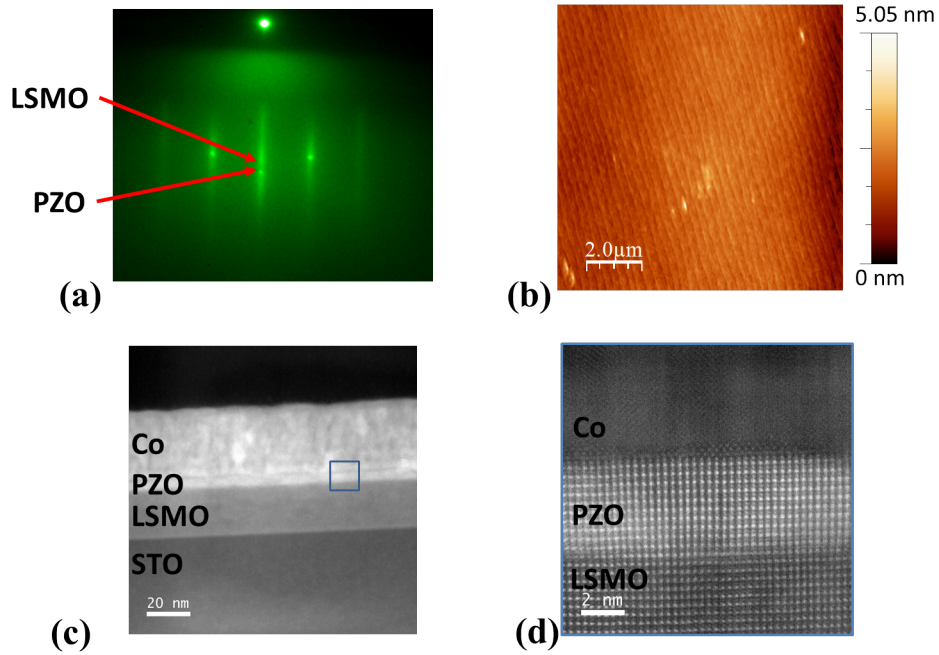 LSMO
PZO
(a)
5.05 nm
2.0µm
0 nm
(b)
Co
PZO
LSMO
STO
20 nm
(c)
Co
PZO
LSMO
2 nm
(d)